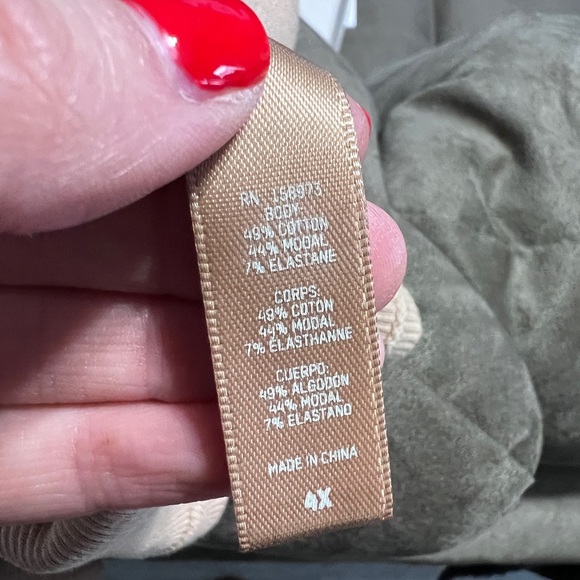 RN. 158973
BODY
49% COTTON
44% MODAL
7% ELASTANE
CORPS:
49% COTON
44% MODAL
7% ELASTHANNE
CUERPO:
49% ALGODON
44% MODAL
7% ELASTANO
MADE IN CHINA
4X